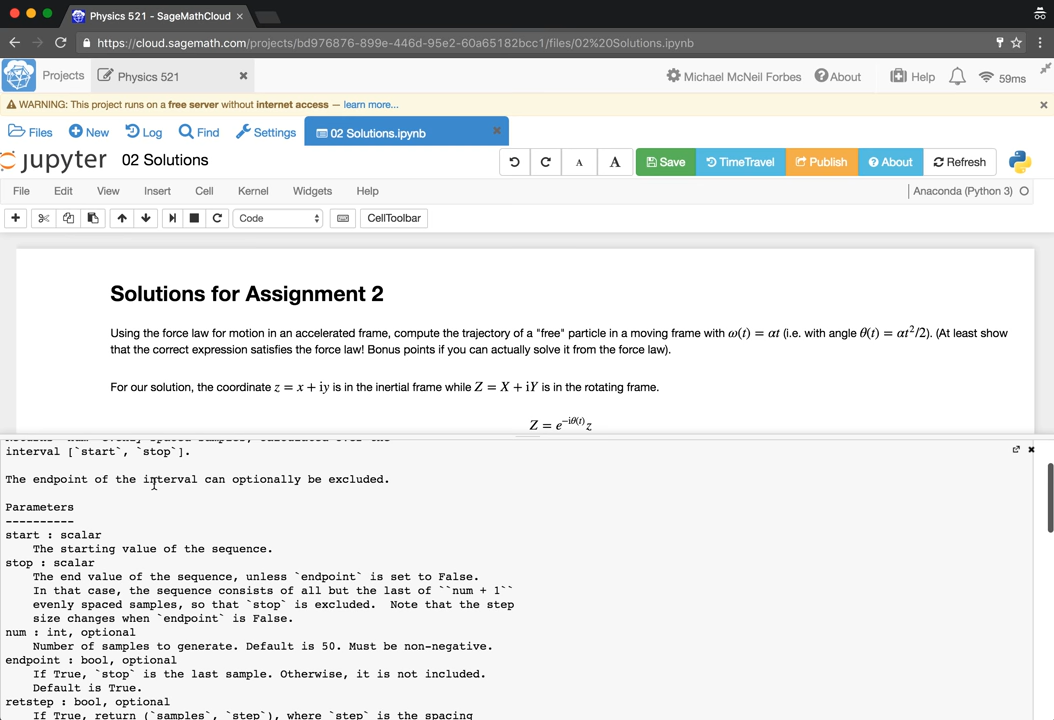 Physics 521 - SageMathCloud
https://cloud.sagemath.com/projects/bd976876-899e-446d-95e2-60a65182bcc1/files/02%20Solutions.ipynb
Projects Physics 521 Michael McNeil Forbes About Help 59ms
WARNING: This project runs on a free server without internet access — learn more...
Files New Log Find Settings 02 Solutions.ipynb
jupyter 02 Solutions A A Save TimeTravel Publish About Refresh
File Edit View Insert Cell Kernel Widgets Help Anaconda (Python 3)
Code CellToolbar
Solutions for Assignment 2
Using the force law for motion in an accelerated frame, compute the trajectory of a "free" particle in a moving frame with ω(t) = αt (i.e. with angle θ(t) = αt²/2). (At least show
that the correct expression satisfies the force law! Bonus points if you can actually solve it from the force law).
For our solution, the coordinate z = x + iy is in the inertial frame while Z = X + iY is in the rotating frame.
Z = e^{-iθ(t)}z
interval [`start`, `stop`].
The endpoint of the interval can optionally be excluded.
Parameters
----------
start : scalar
The starting value of the sequence.
stop : scalar
The end value of the sequence, unless `endpoint` is set to False.
In that case, the sequence consists of all but the last of ``num + 1``
evenly spaced samples, so that `stop` is excluded.  Note that the step
size changes when `endpoint` is False.
num : int, optional
Number of samples to generate. Default is 50. Must be non-negative.
endpoint : bool, optional
If True, `stop` is the last sample. Otherwise, it is not included.
Default is True.
retstep : bool, optional
If True, return (`samples`, `step`), where `step` is the spacing